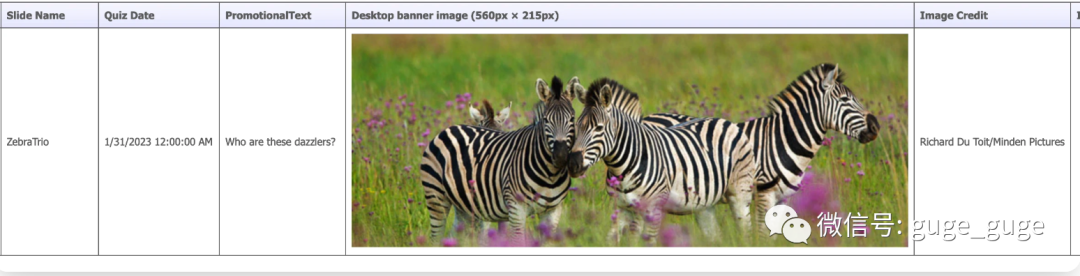 Slide Name
Quiz Date
PromotionalText
Desktop banner image (560px × 215px)
Image Credit
ZebraTrio
1/31/2023 12:00:00 AM
Who are these dazzlers?
Richard Du Toit/Minden Pictures
微信号: guge_guge